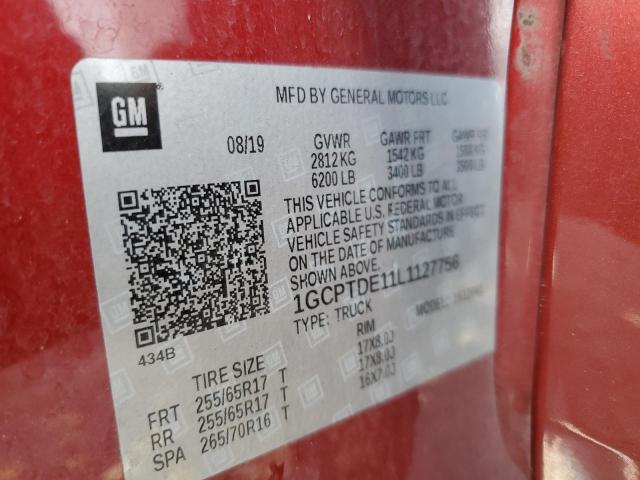 GM
MFD BY GENERAL MOTORS LLC
08/19 GVWR GAWR FRT GAWR RR
2812 KG 1542 KG
6200 LB 3400 LB
THIS VEHICLE CONFORMS TO ALL
APPLICABLE U.S. FEDERAL MOTOR
VEHICLE SAFETY STANDARDS IN EFFECT
ON THE DATE OF MANUFACTURE
SHOWN ABOVE.
1GCPTDE11L1127756
TYPE: TRUCK MODEL:
434B
TIRE SIZE RIM
FRT 255/65R17 T 17X8.0J
RR 255/65R17 T 17X8.0J
SPA 265/70R16 T 16X7.0J